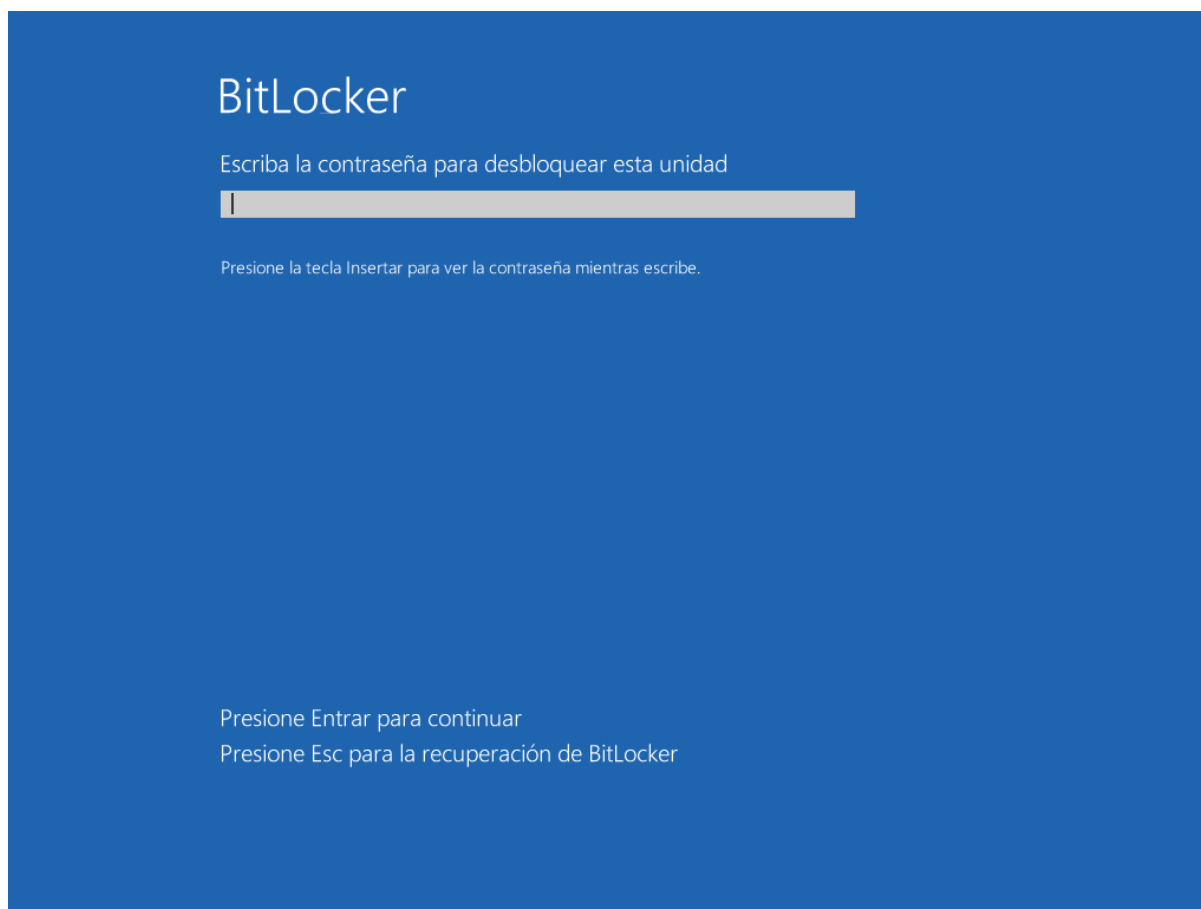 BitLocker
Escriba la contraseña para desbloquear esta unidad
Presione la tecla Insertar para ver la contraseña mientras escribe.
Presione Entrar para continuar
Presione Esc para la recuperación de BitLocker